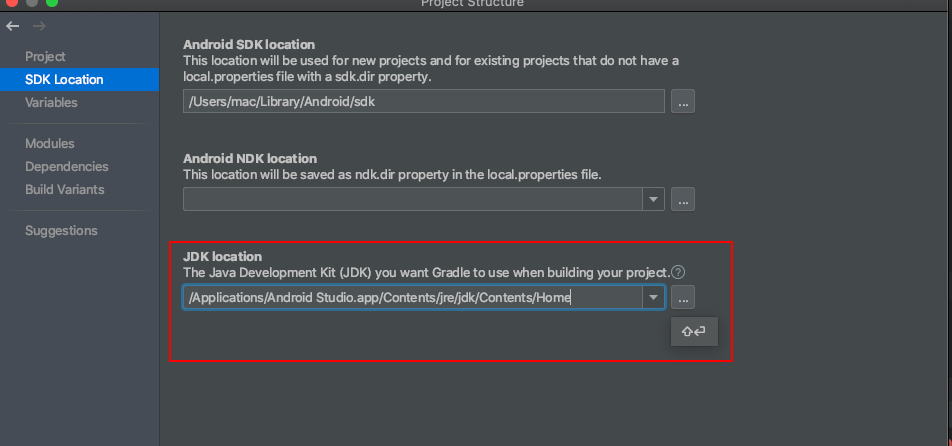 Project Structure
Project
SDK Location
Variables
Modules
Dependencies
Build Variants
Suggestions
Android SDK location
This location will be used for new projects and for existing projects that do not have a
local.properties file with a sdk.dir property.
/Users/mac/Library/Android/sdk
...
Android NDK location
This location will be saved as ndk.dir property in the local.properties file.
...
JDK location
The Java Development Kit (JDK) you want Gradle to use when building your project.?
/Applications/Android Studio.app/Contents/jre/jdk/Contents/Home
...
⇧⏎